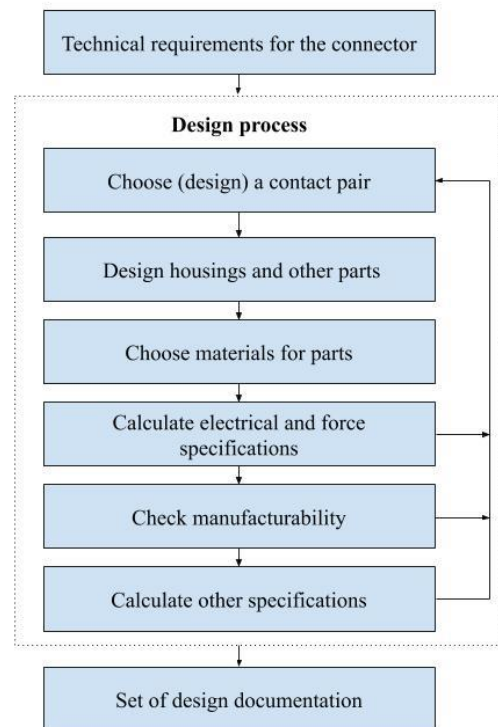 Technical requirements for the connector
Design process
Choose (design) a contact pair
Design housings and other parts
Choose materials for parts
Calculate electrical and force
specifications
Check manufacturability
Calculate other specifications
Set of design documentation